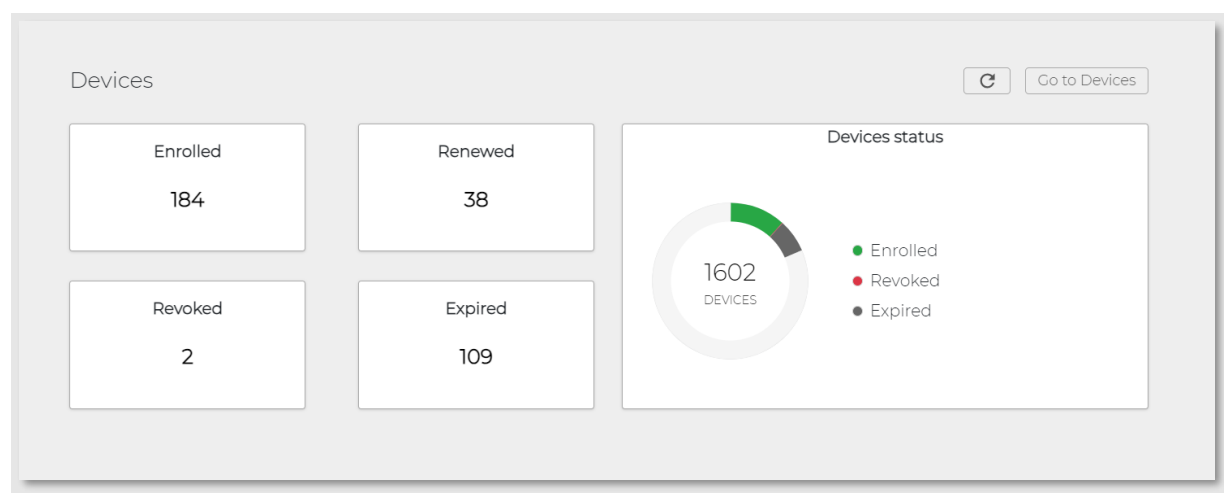 Devices
Go to Devices
Enrolled
184
Renewed
38
Revoked
2
Expired
109
Devices status
1602
DEVICES
Enrolled
Revoked
Expired